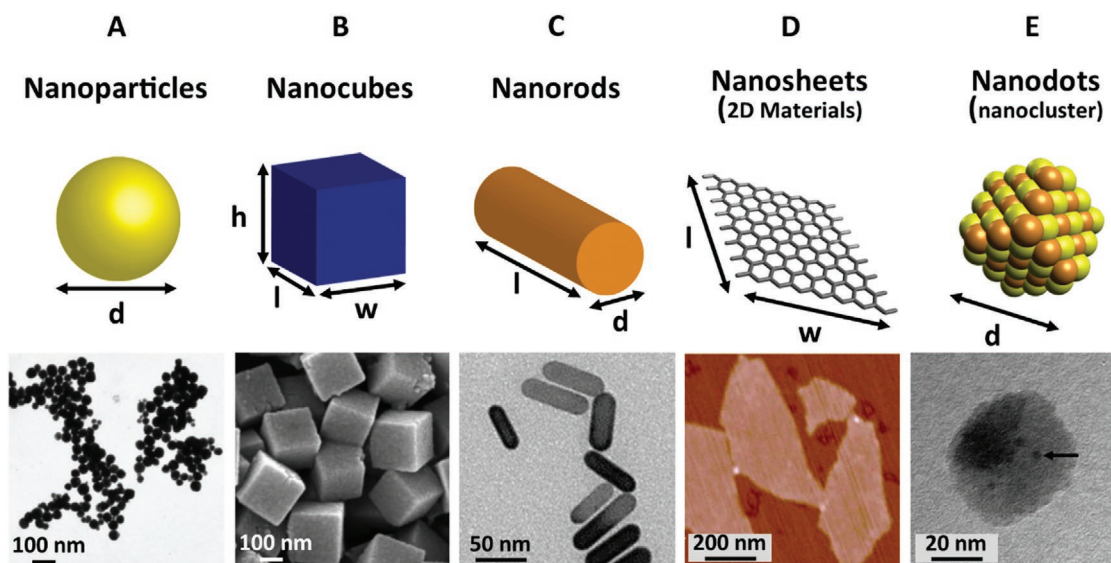 A
B
C
D
E
Nanoparticles
Nanocubes
Nanorods
Nanosheets
(2D Materials)
Nanodots
(nanocluster)
d
h
l
w
l
d
l
w
d
100 nm
100 nm
50 nm
200 nm
20 nm